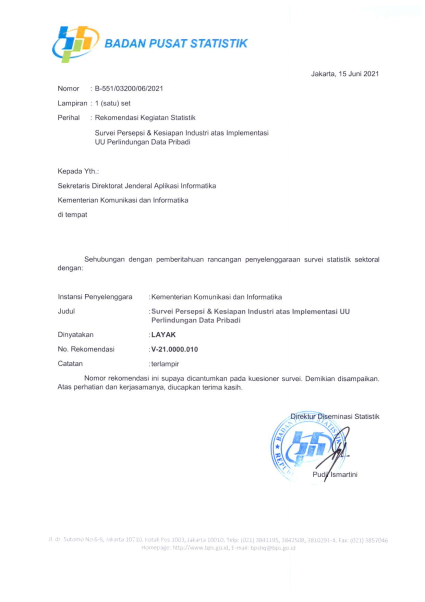 BADAN PUSAT STATISTIK
Jakarta, 15 Juni 2021
Nomor : B-551/03200/06/2021
Lampiran : 1 (satu) set
Perihal : Rekomendasi Kegiatan Statistik
Survei Persepsi & Kesiapan Industri atas Implementasi
UU Perlindungan Data Pribadi
Kepada Yth.:
Sekretaris Direktorat Jenderal Aplikasi Informatika
Kementerian Komunikasi dan Informatika
di tempat
Sehubungan dengan pemberitahuan rancangan penyelenggaraan survei statistik sektoral
dengan:
Instansi Penyelenggara : Kementerian Komunikasi dan Informatika
Judul : Survei Persepsi & Kesiapan Industri atas Implementasi UU
Perlindungan Data Pribadi
Dinyatakan : LAYAK
No. Rekomendasi : V-21.0000.010
Catatan : terlampir
Nomor rekomendasi ini supaya dicantumkan pada kuesioner survei. Demikian disampaikan.
Atas perhatian dan kerjasamanya, diucapkan terima kasih.
Direktur Diseminasi Statistik
BADAN STATISTIK
Pudji Ismartini
Jl. dr. Sutomo No.6-8, Jakarta 10710. Kotak Pos 1003, Jakarta 10010. Telp: (021) 3841195, 3842508, 3810291-4. Fax: (021) 3857046
Homepage: http://www.bps.go.id, E-mail: bpshq@bps.go.id